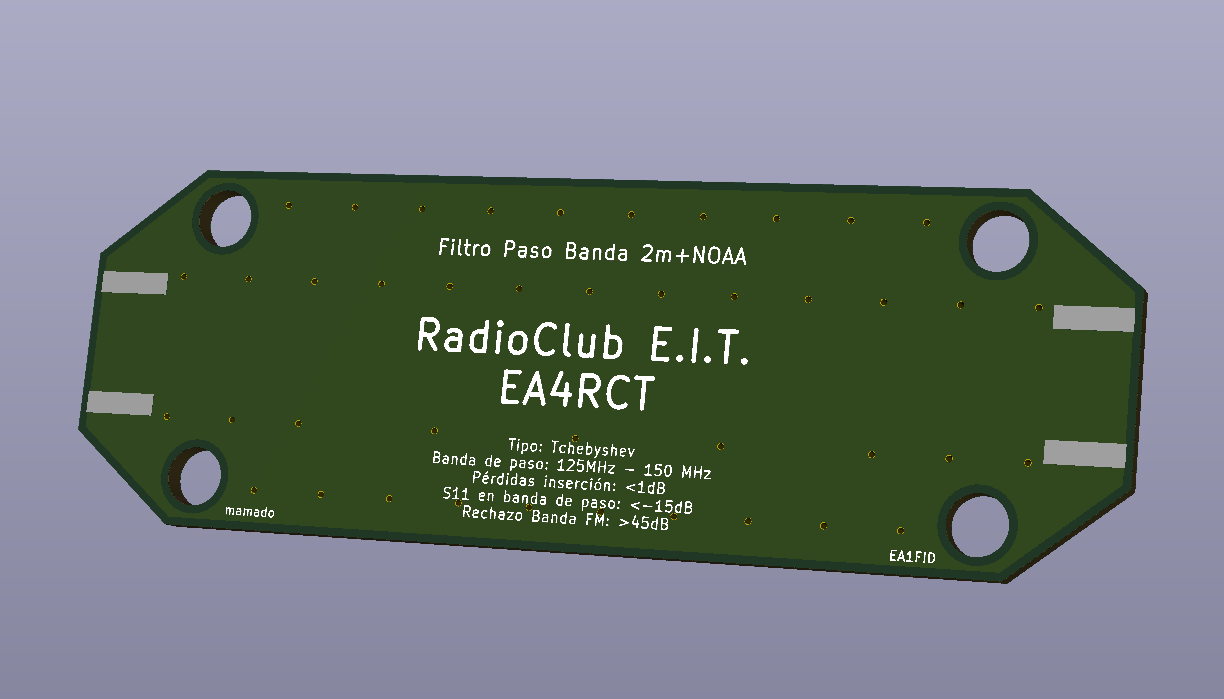 Filtro Paso Banda 2m+NOAA
RadioClub E.I.T.
EA4RCT
Tipo: Tchebyshev
Banda de paso: 125MHz - 150 MHz
Pérdidas inserción: <1dB
S11 en banda de paso: <-15dB
Rechazo Banda FM: >45dB
mamado
EA1FID